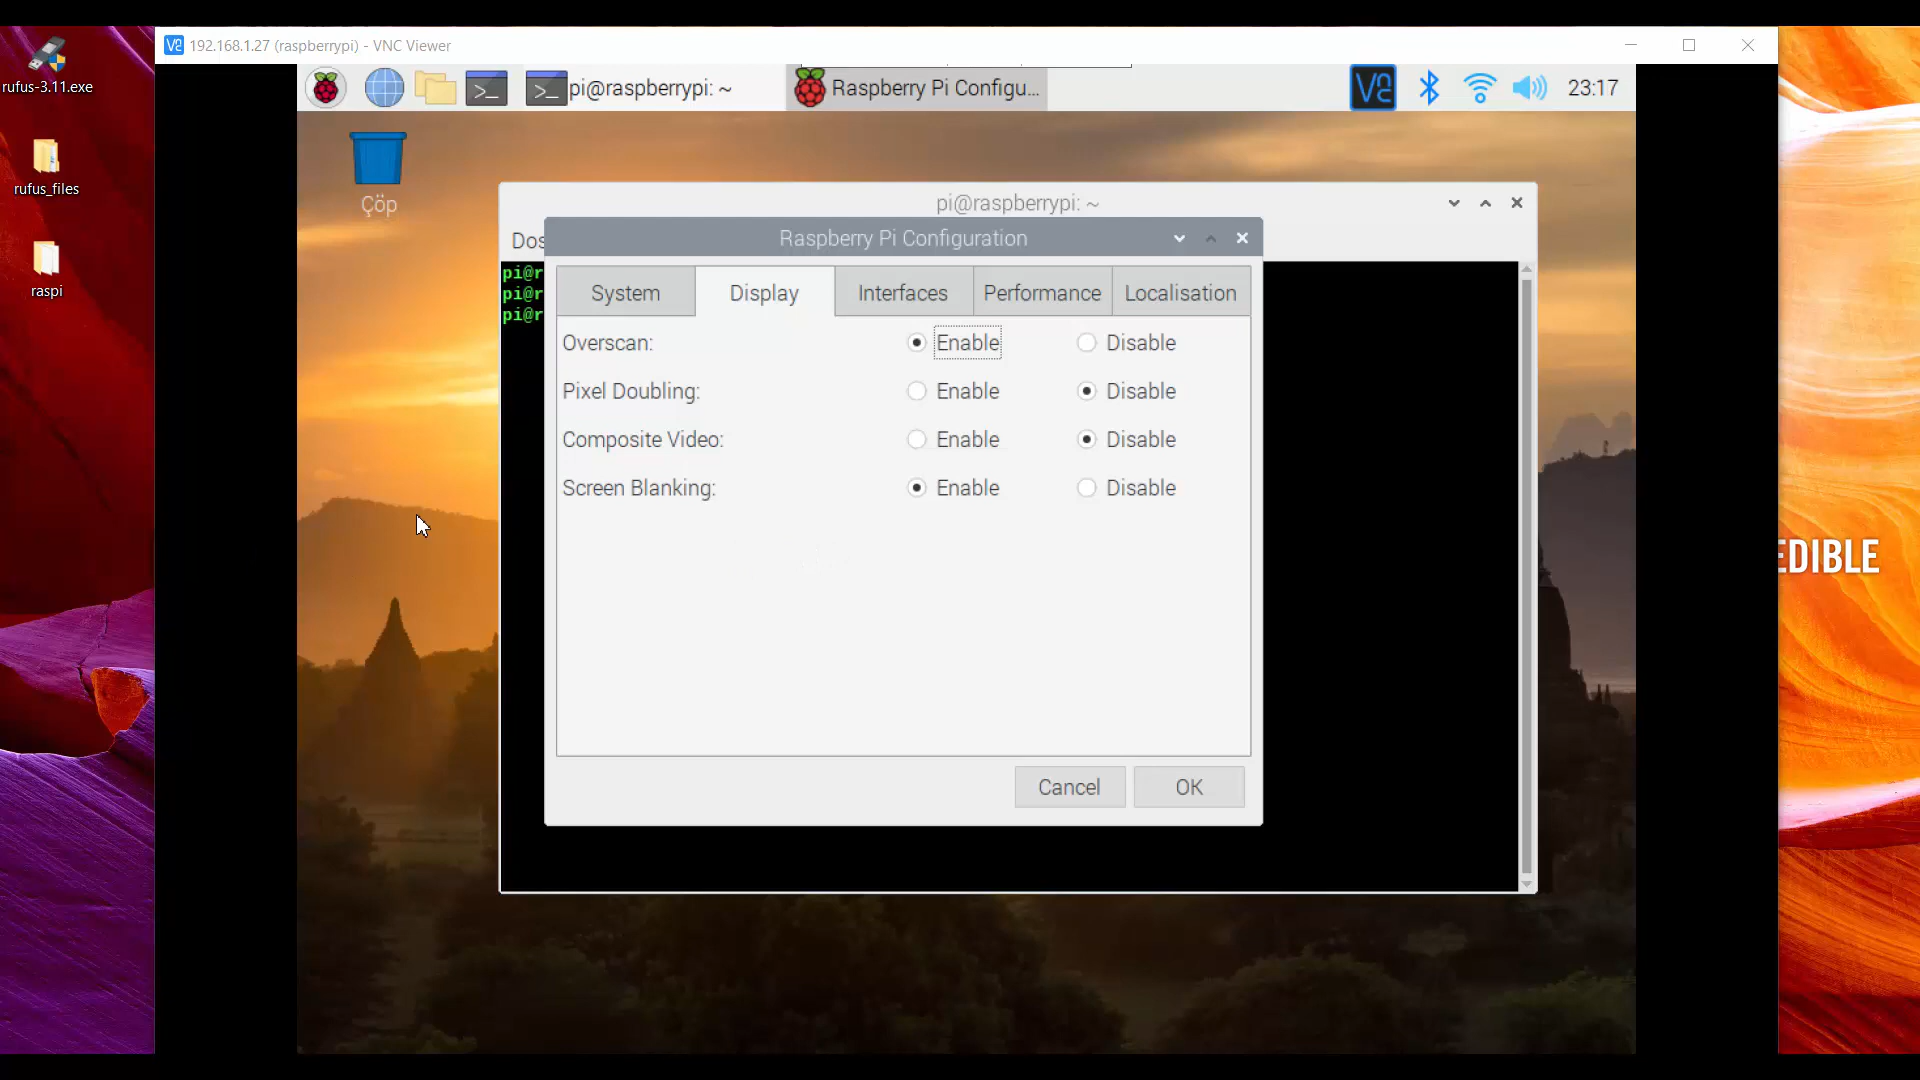 192.168.1.27 (raspberrypi) - VNC Viewer
rufus-3.11.exe
rufus_files
raspi
pi@raspberrypi: ~
Raspberry Pi Configu...
23:17
Çöp
pi@raspberrypi: ~
Dos
Raspberry Pi Configuration
pi@r
pi@r
pi@r
System
Display
Interfaces
Performance
Localisation
Overscan: Enable Disable
Pixel Doubling: Enable Disable
Composite Video: Enable Disable
Screen Blanking: Enable Disable
Cancel
OK
EDIBLE